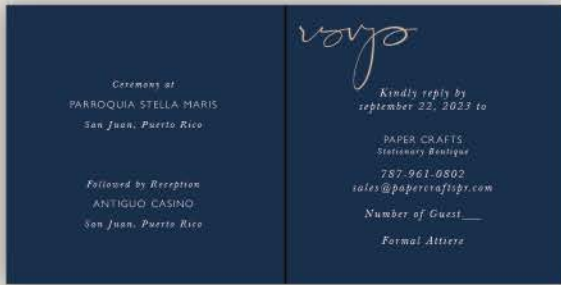 Ceremony at
PARROQUIA STELLA MARIS
San Juan, Puerto Rico
Followed by Reception
ANTIGUO CASINO
San Juan, Puerto Rico
rsvp
Kindly reply by
september 22, 2023 to
PAPER CRAFTS
Stationary Boutique
787-961-0802
sales@papercraftspr.com
Number of Guest___
Formal Attiere